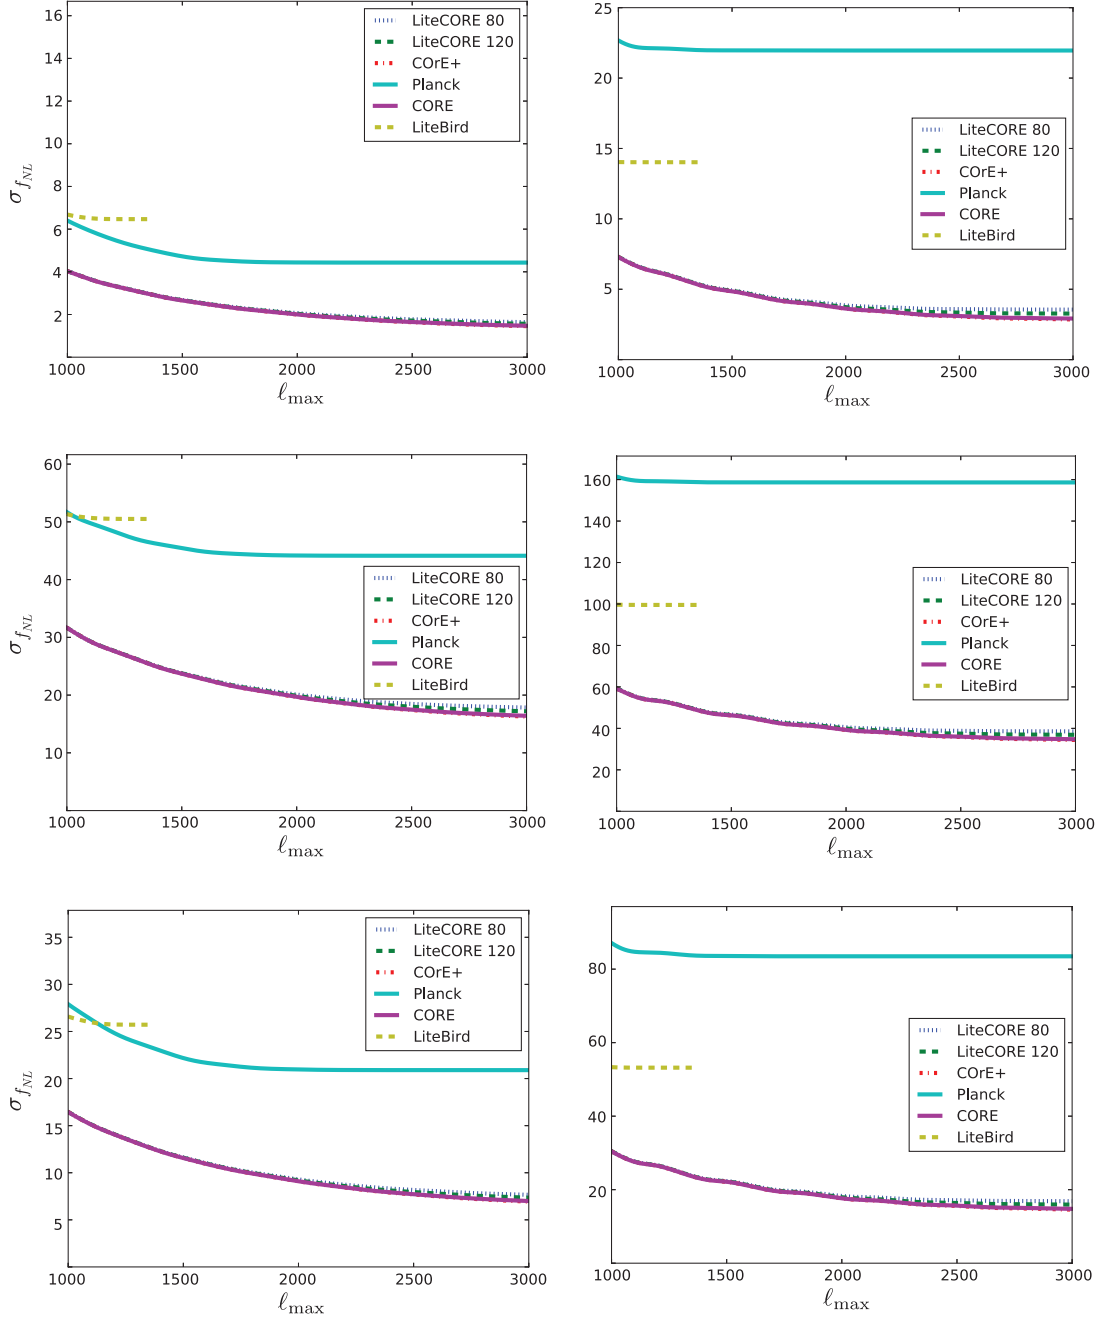 16
14
12
10
8
6
4
2
σ_{f_{NL}}
LiteCORE 80
LiteCORE 120
COrE+
Planck
CORE
LiteBird
1000 1500 2000 2500 3000
ℓ_max
25
20
15
10
5
LiteCORE 80
LiteCORE 120
COrE+
Planck
CORE
LiteBird
1000 1500 2000 2500 3000
ℓ_max
60
50
40
30
20
10
σ_{f_{NL}}
LiteCORE 80
LiteCORE 120
COrE+
Planck
CORE
LiteBird
1000 1500 2000 2500 3000
ℓ_max
160
140
120
100
80
60
40
20
LiteCORE 80
LiteCORE 120
COrE+
Planck
CORE
LiteBird
1000 1500 2000 2500 3000
ℓ_max
35
30
25
20
15
10
5
σ_{f_{NL}}
LiteCORE 80
LiteCORE 120
COrE+
Planck
CORE
LiteBird
1000 1500 2000 2500 3000
ℓ_max
80
60
40
20
LiteCORE 80
LiteCORE 120
COrE+
Planck
CORE
LiteBird
1000 1500 2000 2500 3000
ℓ_max